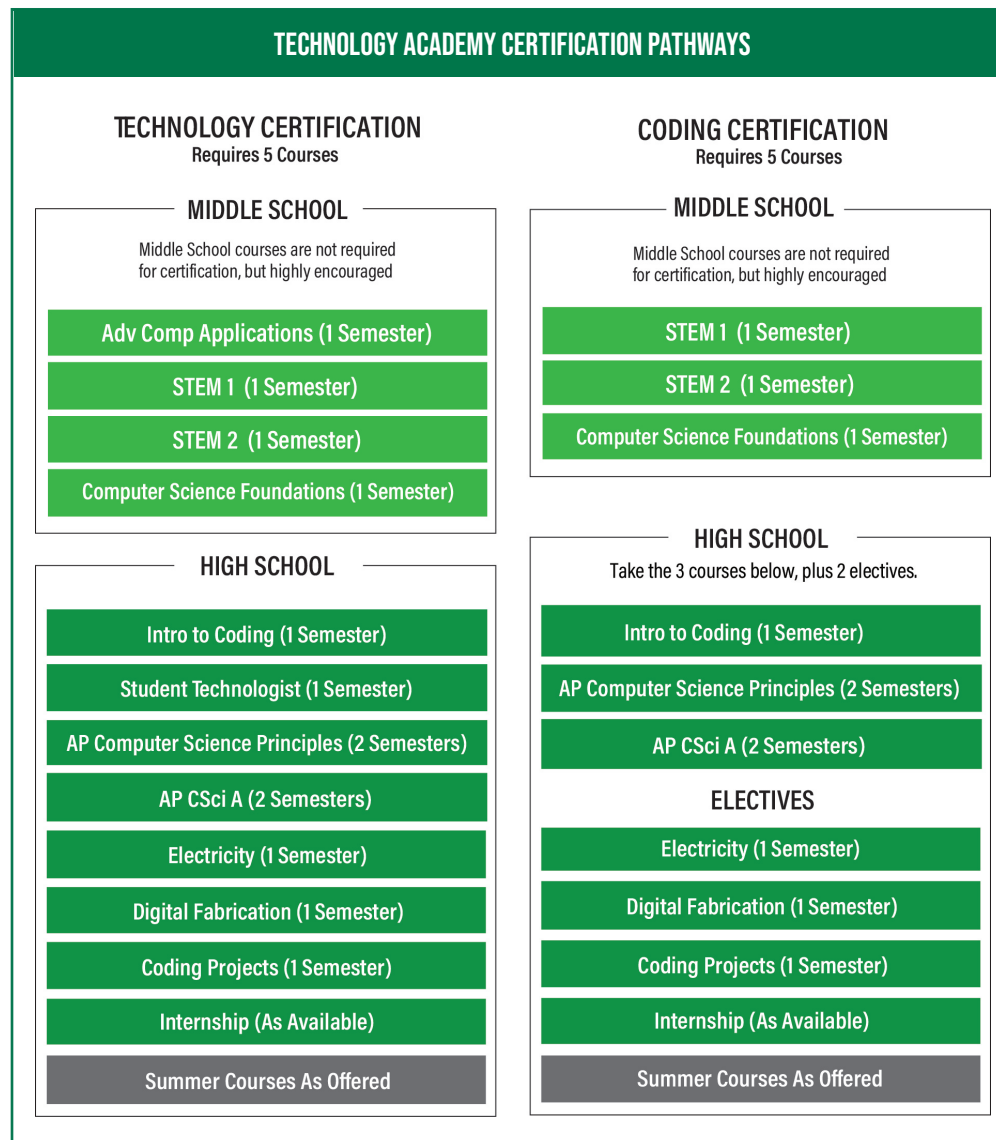 TECHNOLOGY ACADEMY CERTIFICATION PATHWAYS
TECHNOLOGY CERTIFICATION
Requires 5 Courses
MIDDLE SCHOOL
Middle School courses are not required
for certification, but highly encouraged
Adv Comp Applications (1 Semester)
STEM 1 (1 Semester)
STEM 2 (1 Semester)
Computer Science Foundations (1 Semester)
HIGH SCHOOL
Intro to Coding (1 Semester)
Student Technologist (1 Semester)
AP Computer Science Principles (2 Semesters)
AP CSci A (2 Semesters)
Electricity (1 Semester)
Digital Fabrication (1 Semester)
Coding Projects (1 Semester)
Internship (As Available)
Summer Courses As Offered
CODING CERTIFICATION
Requires 5 Courses
MIDDLE SCHOOL
Middle School courses are not required
for certification, but highly encouraged
STEM 1 (1 Semester)
STEM 2 (1 Semester)
Computer Science Foundations (1 Semester)
HIGH SCHOOL
Take the 3 courses below, plus 2 electives.
Intro to Coding (1 Semester)
AP Computer Science Principles (2 Semesters)
AP CSci A (2 Semesters)
ELECTIVES
Electricity (1 Semester)
Digital Fabrication (1 Semester)
Coding Projects (1 Semester)
Internship (As Available)
Summer Courses As Offered